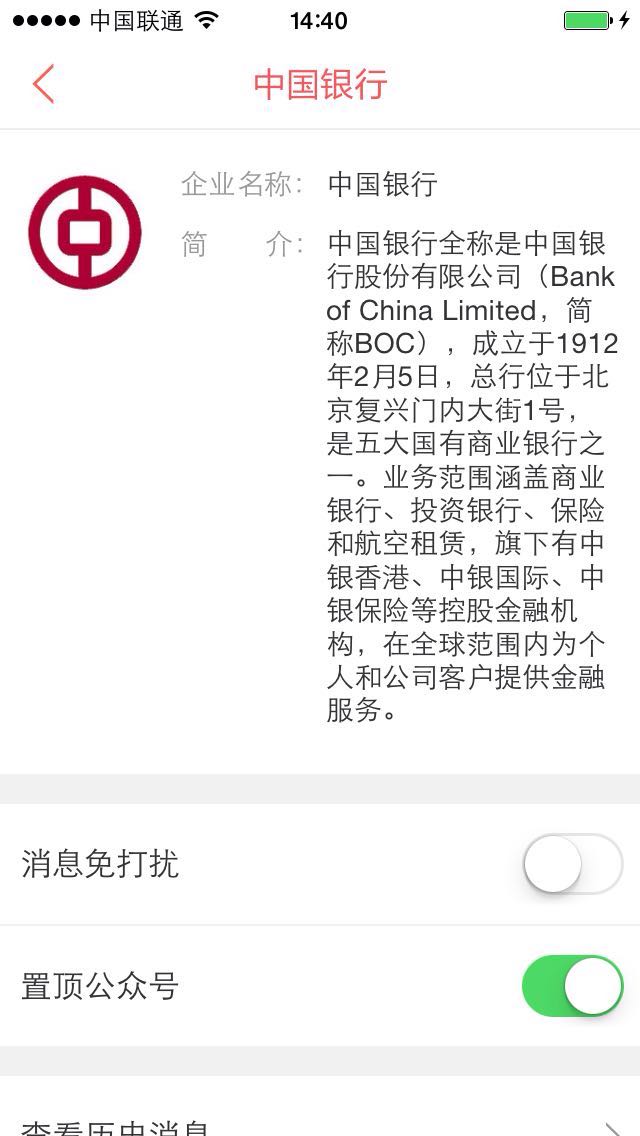 中国联通 14:40
中国银行
企业名称： 中国银行
简 介： 中国银行全称是中国银
行股份有限公司（Bank
of China Limited，简
称BOC），成立于1912
年2月5日，总行位于北
京复兴门内大街1号，
是五大国有商业银行之
一。业务范围涵盖商业
银行、投资银行、保险
和航空租赁，旗下有中
银香港、中银国际、中
银保险等控股金融机
构，在全球范围内为个
人和公司客户提供金融
服务。
消息免打扰
置顶公众号
查看历史消息